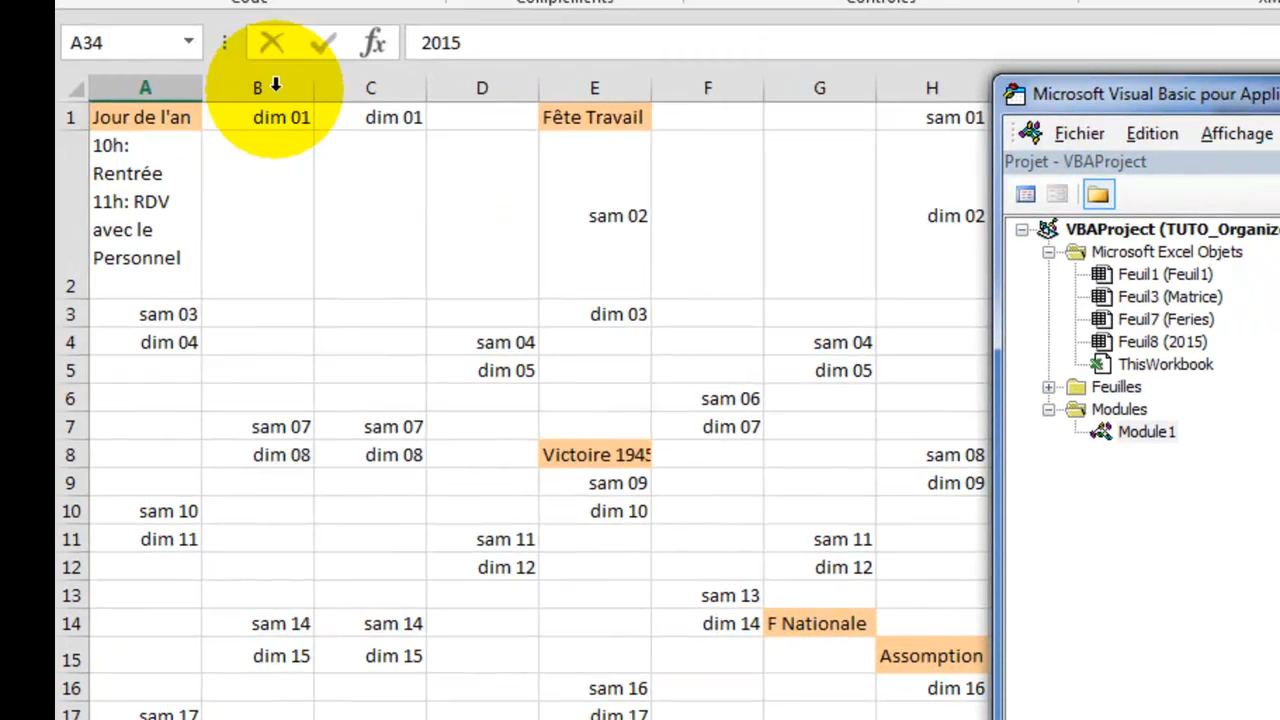 A34 fx 2015
A B C D E F G H
1 Jour de l'an dim 01 dim 01 Fête Travail sam 01
10h:
Rentrée
11h: RDV
avec le
Personnel
2 sam 02 dim 02
3 sam 03 dim 03
4 dim 04 sam 04 sam 04
5 dim 05 dim 05
6 sam 06
7 sam 07 sam 07 dim 07
8 dim 08 dim 08 Victoire 1945 sam 08
9 sam 09 dim 09
10 sam 10 dim 10
11 dim 11 sam 11 sam 11
12 dim 12 dim 12
13 sam 13
14 sam 14 sam 14 dim 14 F Nationale
15 dim 15 dim 15 Assomption
16 sam 16 dim 16
17 sam 17 dim 17
Microsoft Visual Basic pour Appli
Fichier Edition Affichage
Projet - VBAProject
VBAProject (TUTO_Organiz
Microsoft Excel Objets
Feuil1 (Feuil1)
Feuil3 (Matrice)
Feuil7 (Feries)
Feuil8 (2015)
ThisWorkbook
Feuilles
Modules
Module1